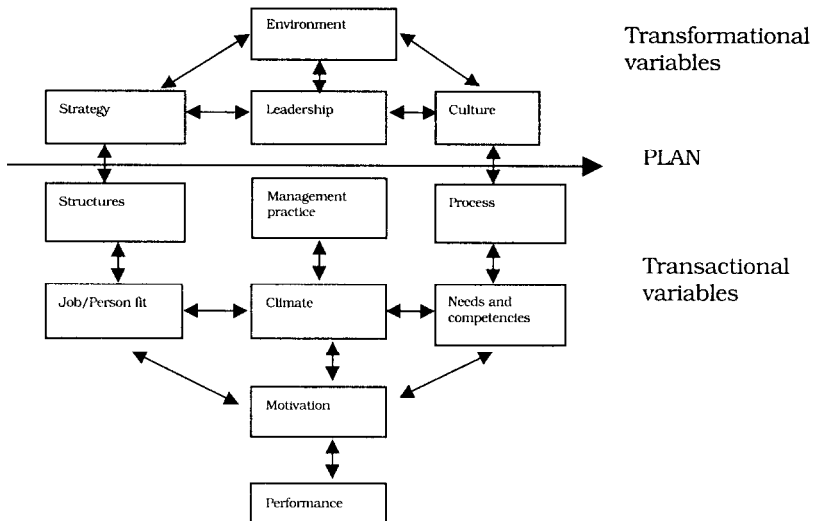 Environment
Transformational
variables
Strategy
Leadership
Culture
PLAN
Structures
Management
practice
Process
Transactional
variables
Job/Person fit
Climate
Needs and
competencies
Motivation
Performance